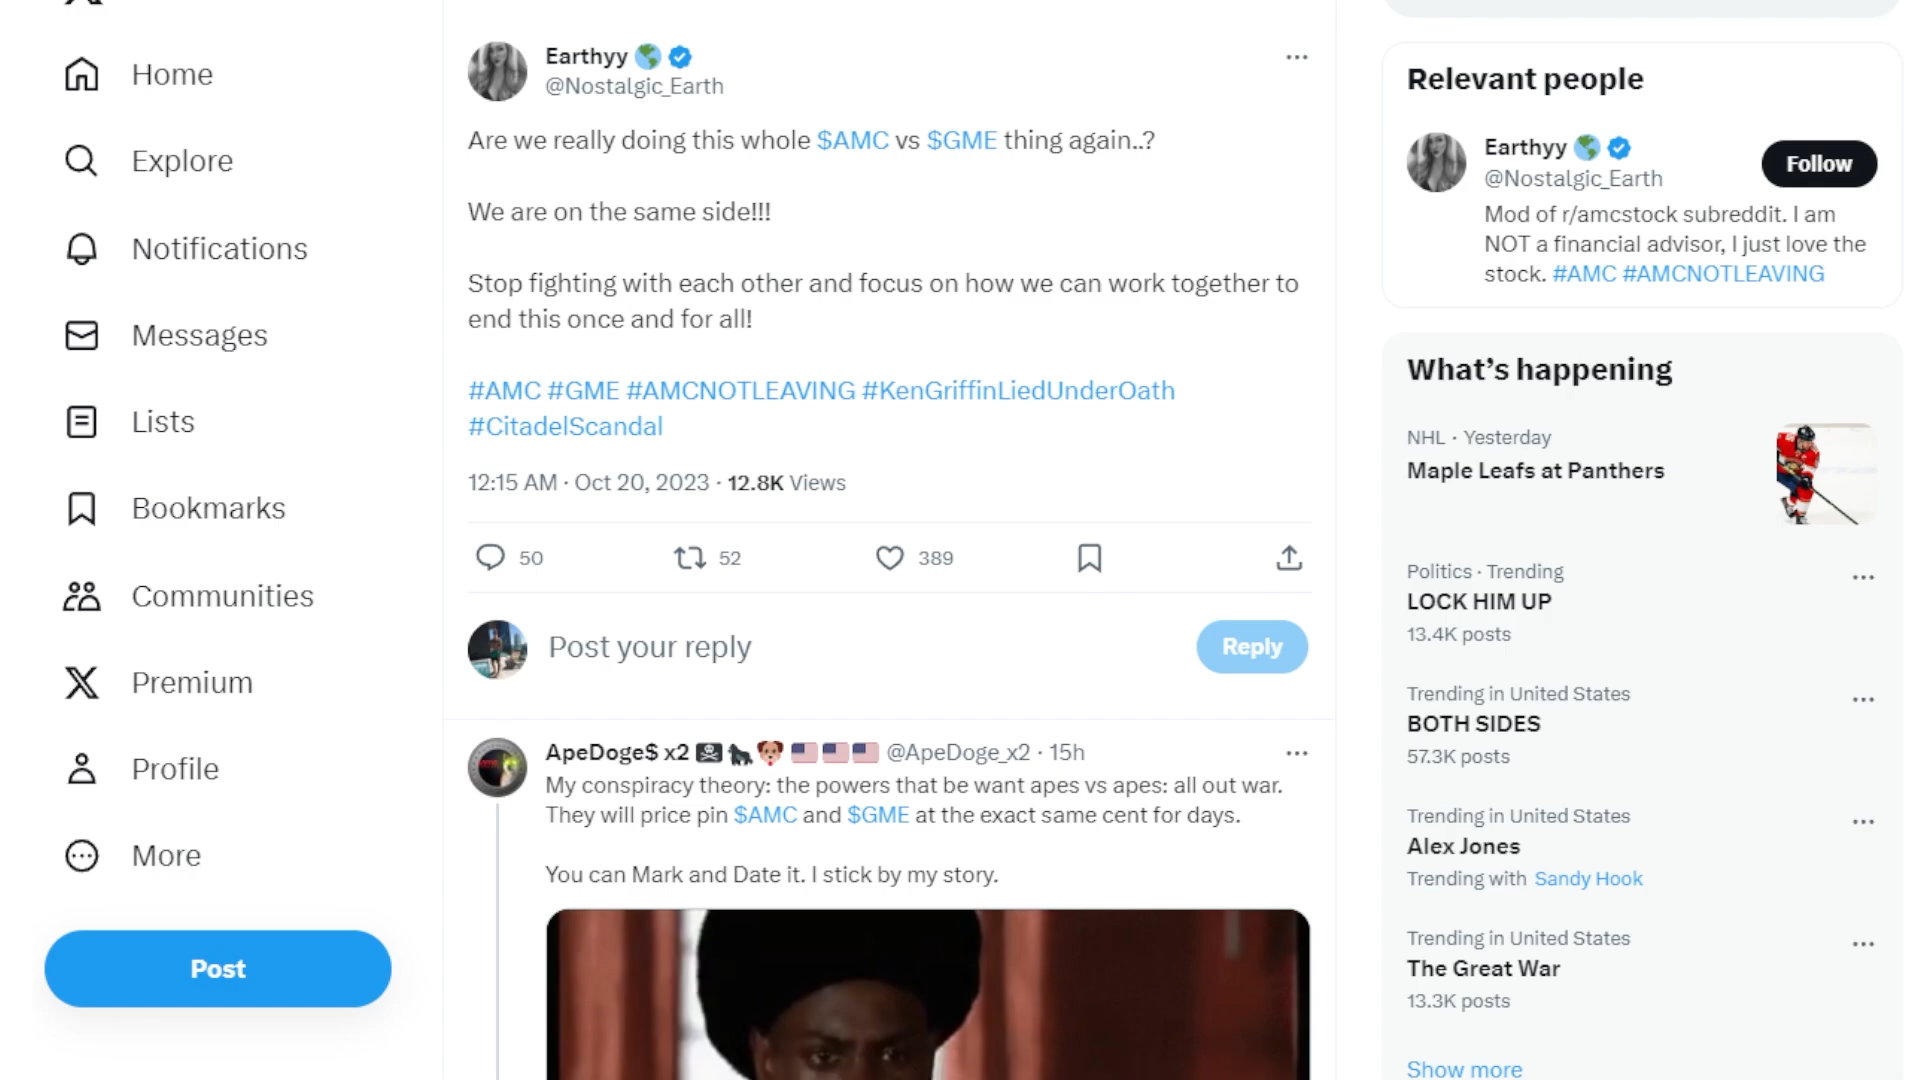 Home
Explore
Notifications
Messages
Lists
Bookmarks
Communities
Premium
Profile
More
Post
Earthyy
@Nostalgic_Earth
Are we really doing this whole $AMC vs $GME thing again..?
We are on the same side!!!
Stop fighting with each other and focus on how we can work together to
end this once and for all!
#AMC #GME #AMCNOTLEAVING #KenGriffinLiedUnderOath
#CitadelScandal
12:15 AM · Oct 20, 2023 · 12.8K Views
50 52 389
Post your reply
Reply
ApeDoge$ x2 @ApeDoge_x2 · 15h
My conspiracy theory: the powers that be want apes vs apes: all out war.
They will price pin $AMC and $GME at the exact same cent for days.
You can Mark and Date it. I stick by my story.
Relevant people
Earthyy
@Nostalgic_Earth
Follow
Mod of r/amcstock subreddit. I am
NOT a financial advisor, I just love the
stock. #AMC #AMCNOTLEAVING
What's happening
NHL · Yesterday
Maple Leafs at Panthers
Politics · Trending
LOCK HIM UP
13.4K posts
Trending in United States
BOTH SIDES
57.3K posts
Trending in United States
Alex Jones
Trending with Sandy Hook
Trending in United States
The Great War
13.3K posts
Show more